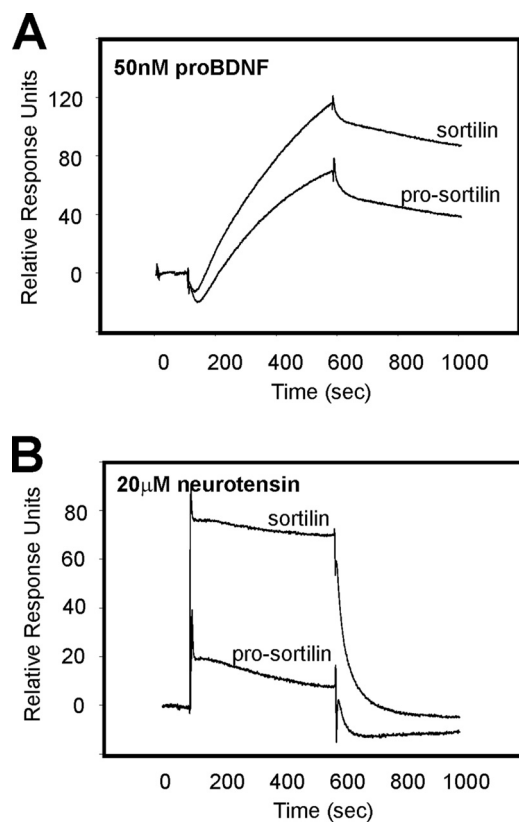 A
50nM proBDNF
Relative Response Units
120
80
40
0
sortilin
pro-sortilin
0 200 400 600 800 1000
Time (sec)
B
20μM neurotensin
Relative Response Units
80
60
40
20
0
sortilin
pro-sortilin
0 200 400 600 800 1000
Time (sec)